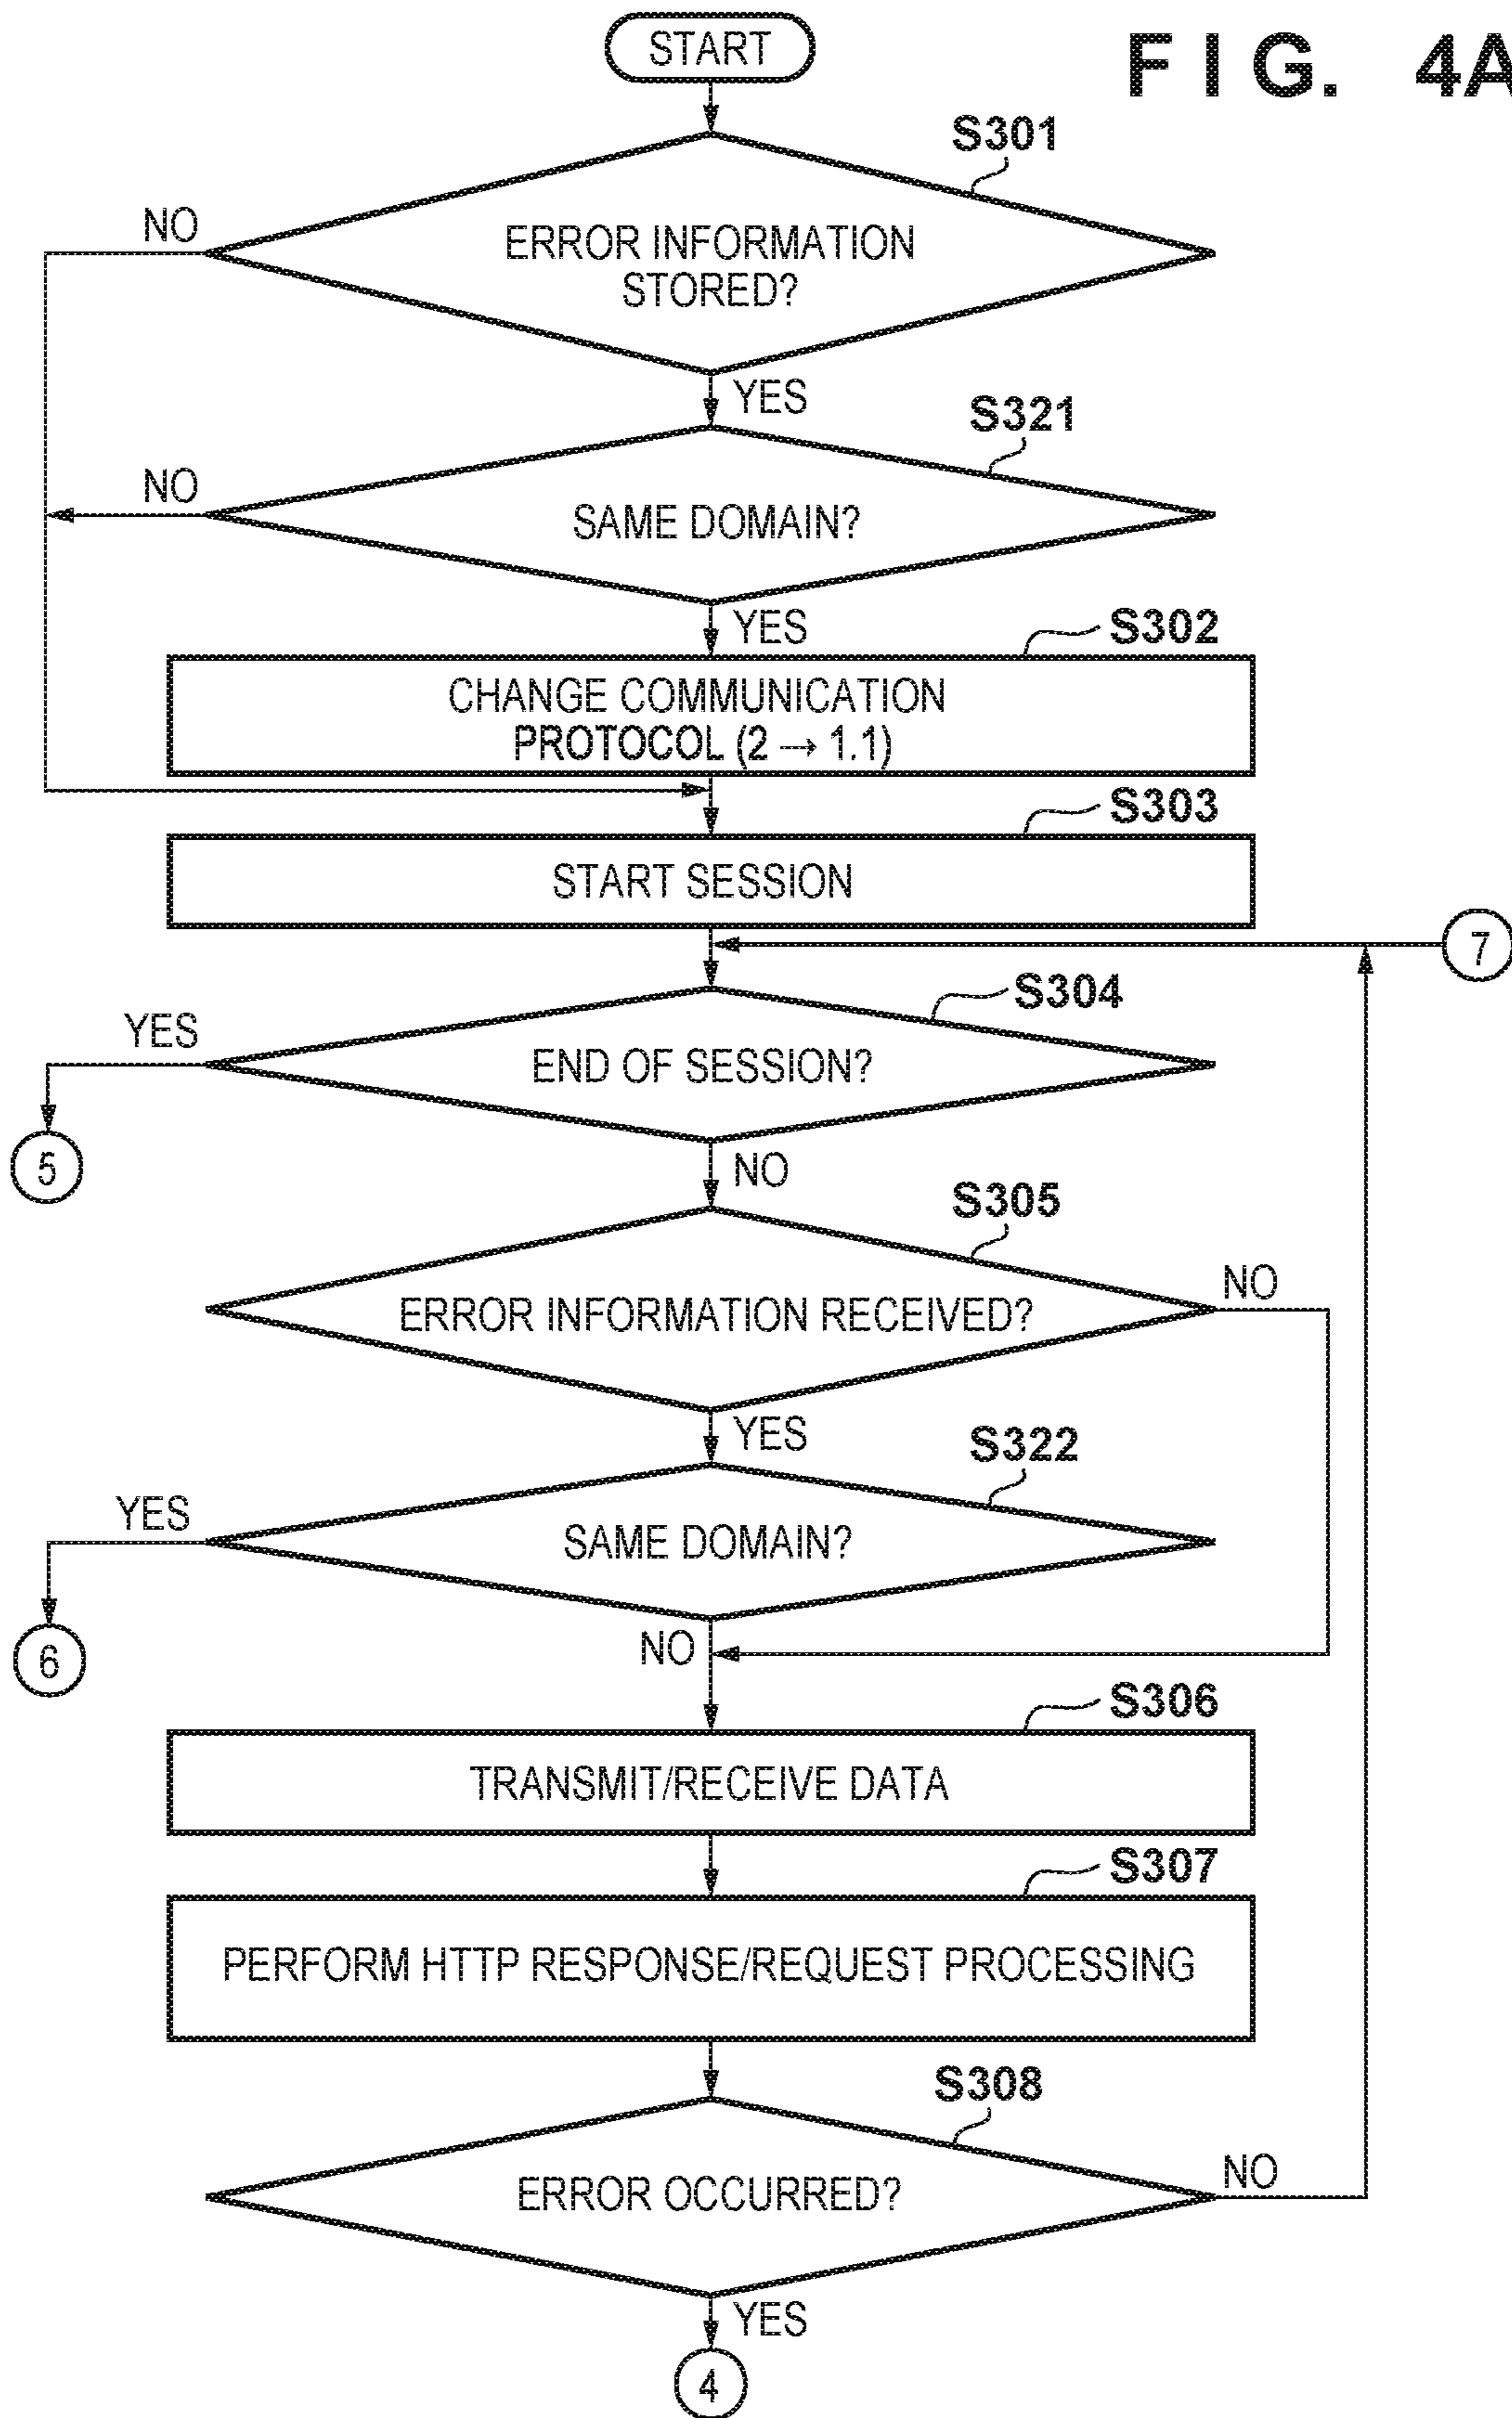 START
FIG. 4A
S301
NO
ERROR INFORMATION
STORED?
YES
S321
NO
SAME DOMAIN?
YES
S302
CHANGE COMMUNICATION
PROTOCOL (2 → 1.1)
S303
START SESSION
7
S304
YES
END OF SESSION?
5
NO
S305
NO
ERROR INFORMATION RECEIVED?
YES
S322
YES
SAME DOMAIN?
6
NO
S306
TRANSMIT/RECEIVE DATA
S307
PERFORM HTTP RESPONSE/REQUEST PROCESSING
S308
NO
ERROR OCCURRED?
YES
4